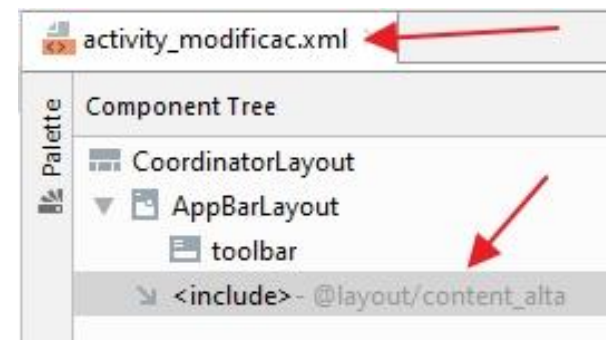 activity_modificac.xml
Palette
Component Tree
CoordinatorLayout
AppBarLayout
toolbar
<include> - @layout/content_alta